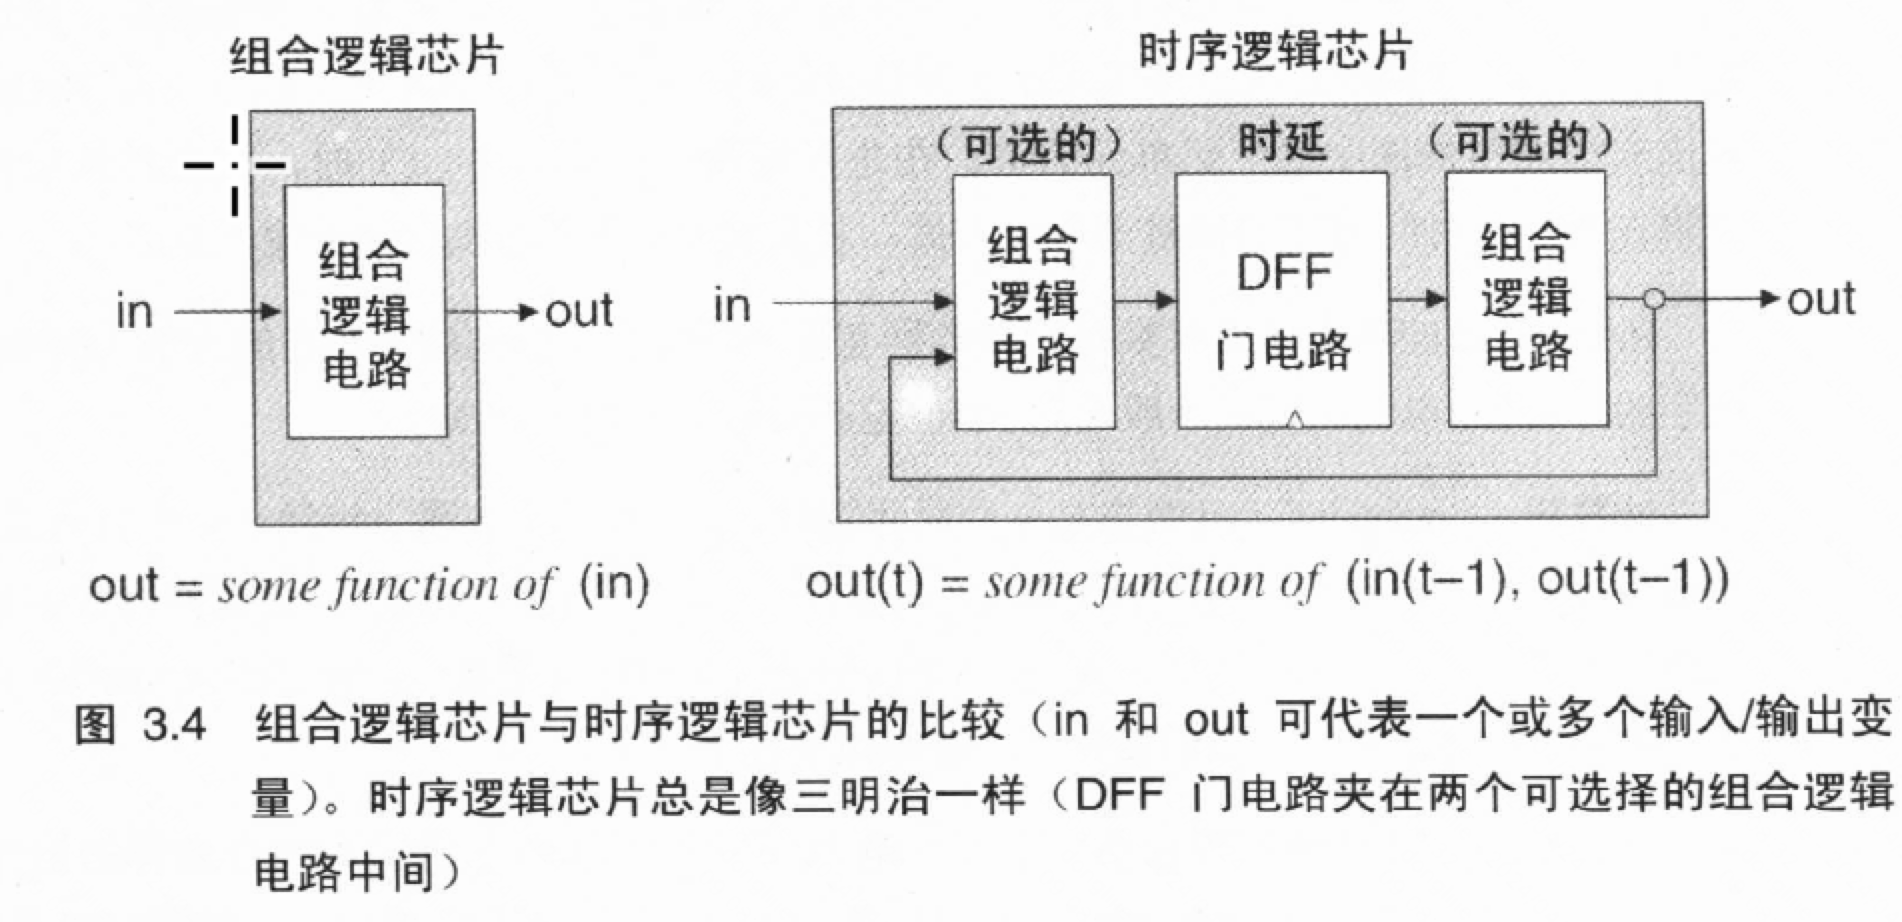 组合逻辑芯片
in
组合
逻辑
电路
out
out = some function of (in)
时序逻辑芯片
(可选的)
时延
(可选的)
in
组合
逻辑
电路
DFF
门电路
组合
逻辑
电路
out
out(t) = some function of (in(t–1), out(t–1))
图 3.4 组合逻辑芯片与时序逻辑芯片的比较（in 和 out 可代表一个或多个输入/输出变
量）。时序逻辑芯片总是像三明治一样（DFF 门电路夹在两个可选择的组合逻辑
电路中间）